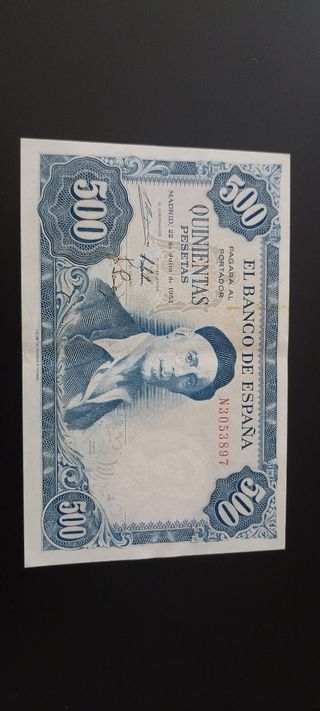 500
500
EL BANCO DE ESPAÑA
PAGARA AL
PORTADOR
QUINIENTAS
PESETAS
MADRID, 22 de Julio de 1954
N3053897
500
500